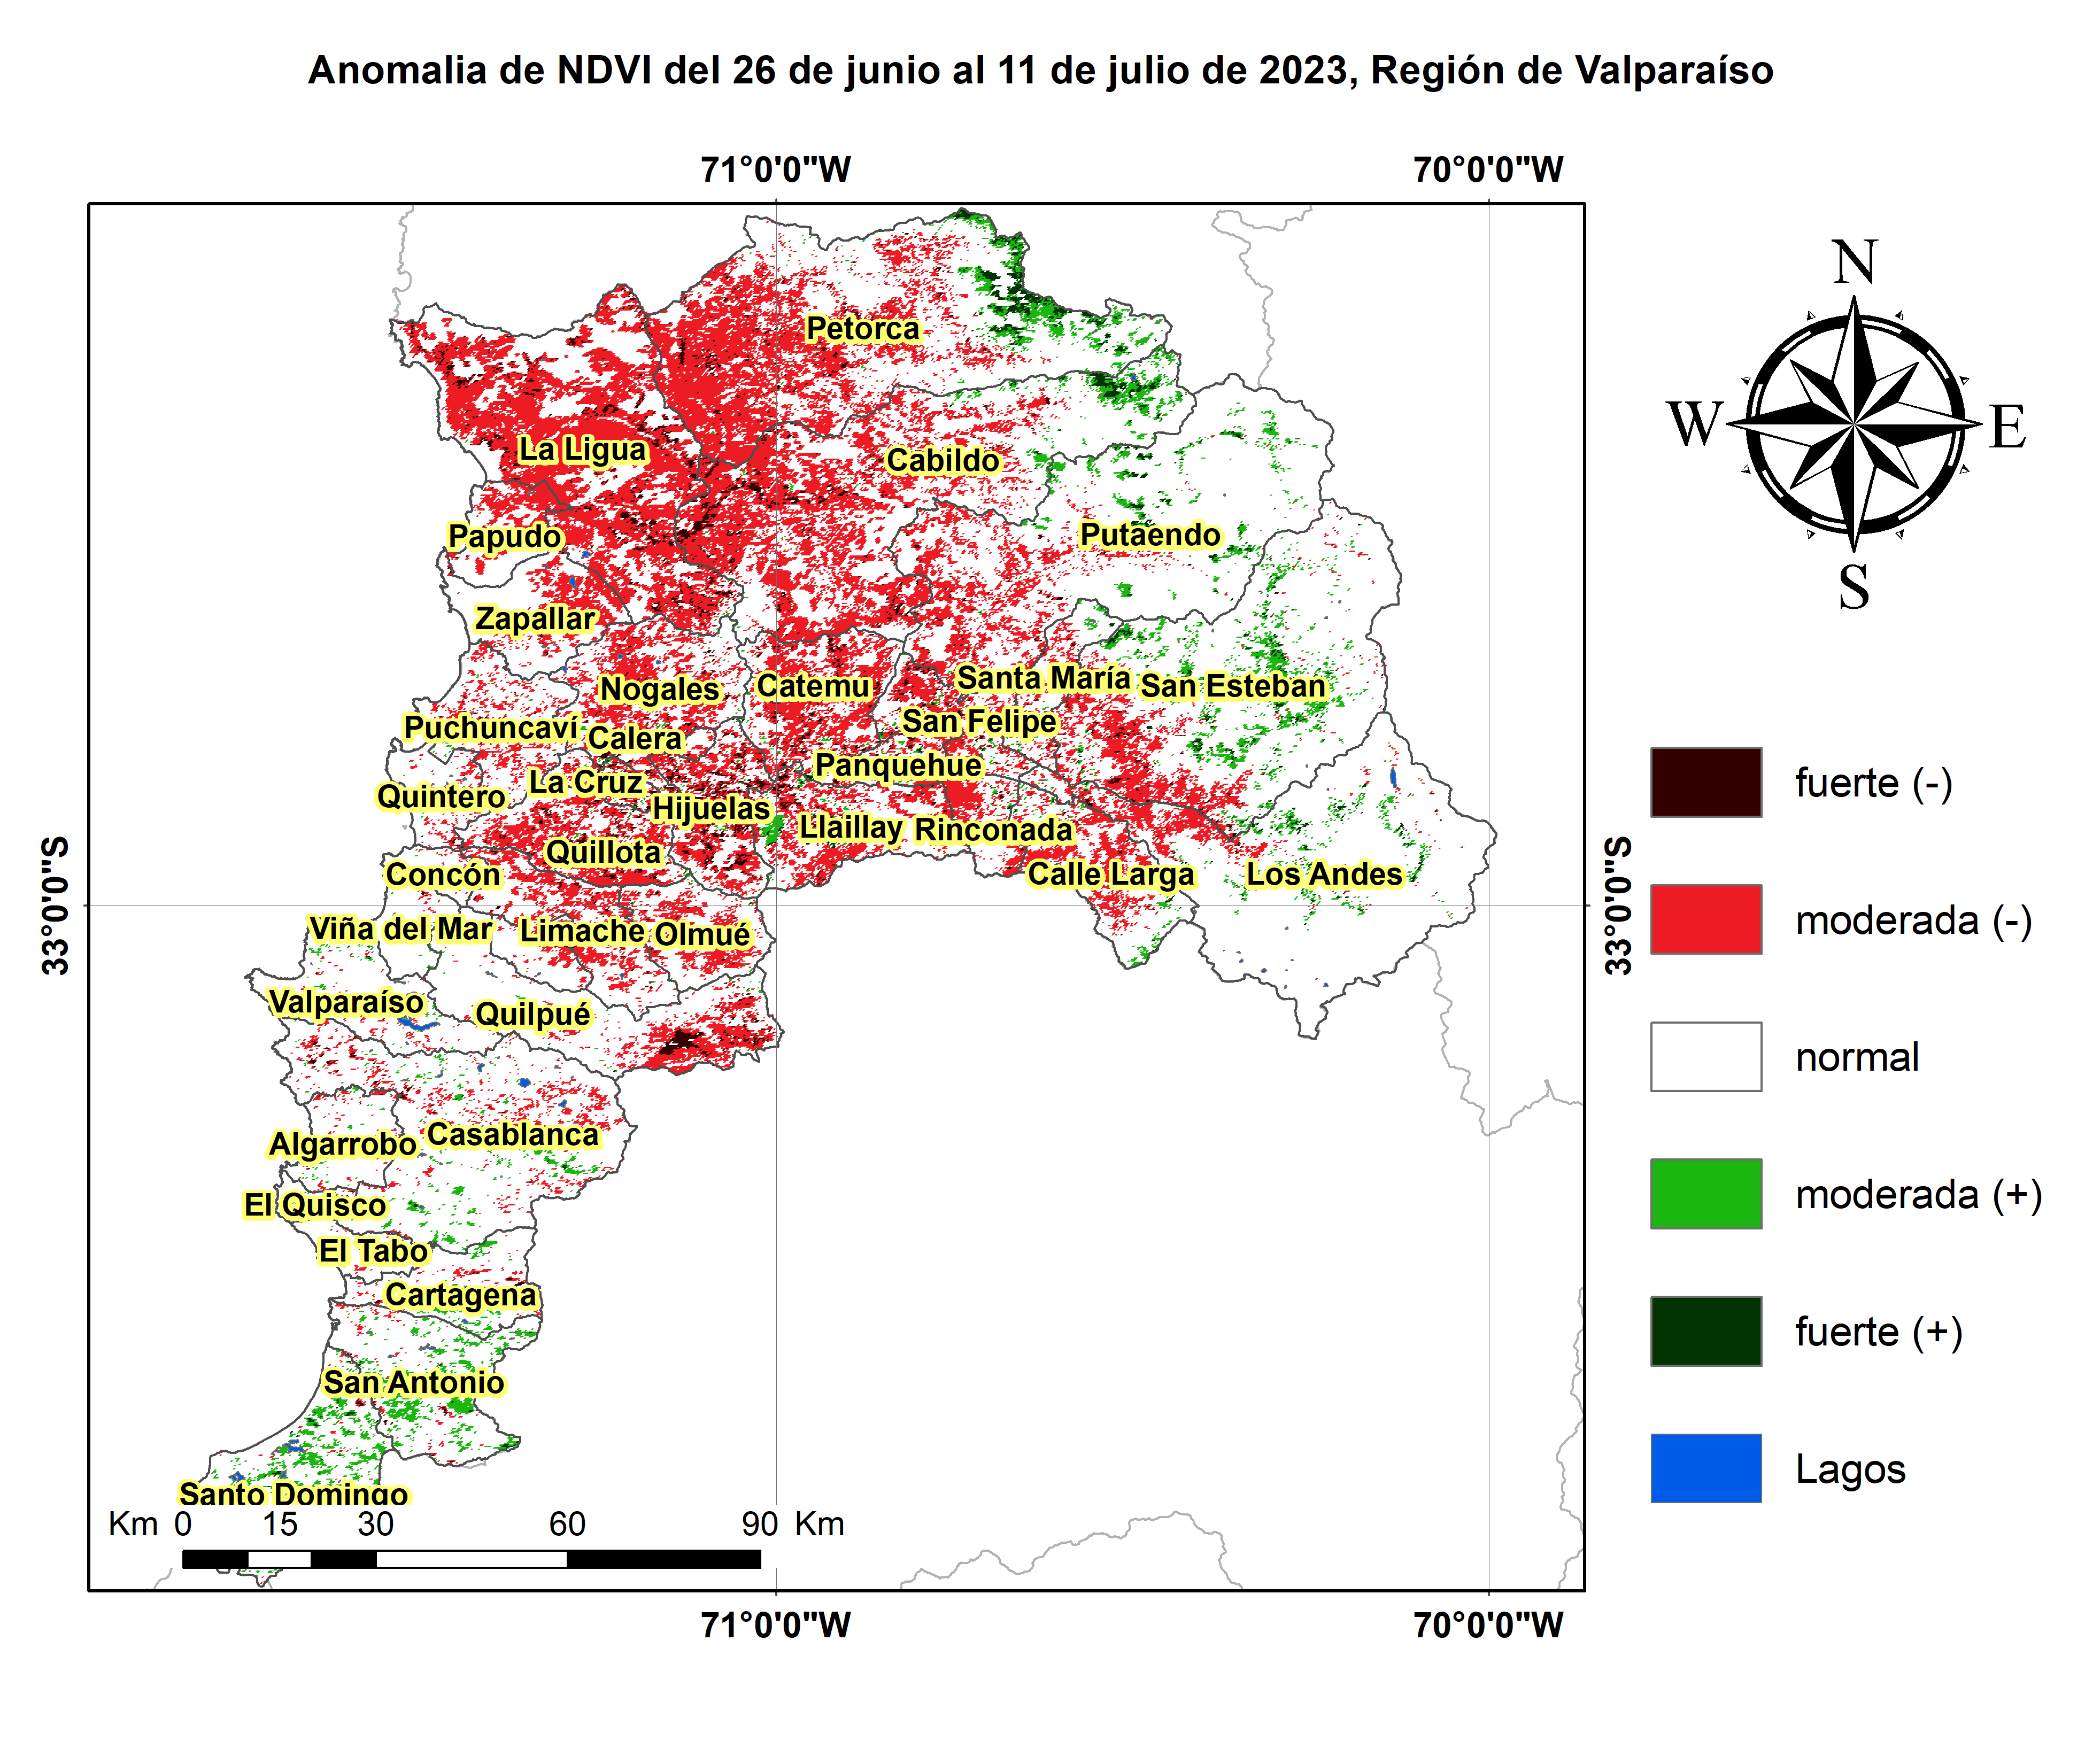 Anomalia de NDVI del 26 de junio al 11 de julio de 2023, Región de Valparaíso
71°0'0"W 70°0'0"W
N
W E
S
33°0'0"S
33°0'0"S
Petorca
La Ligua
Cabildo
Papudo
Putaendo
Zapallar
Nogales
Catemu
Santa María
San Esteban
Puchuncaví
Calera
San Felipe
Panquehue
La Cruz
Quintero
Hijuelas
Llaillay
Rinconada
Quillota
Concón
Calle Larga
Los Andes
Viña del Mar
Limache
Olmué
Valparaíso
Quilpué
Algarrobo
Casablanca
El Quisco
El Tabo
Cartagena
San Antonio
Santo Domingo
Km 0 15 30 60 90 Km
71°0'0"W 70°0'0"W
fuerte (-)
moderada (-)
normal
moderada (+)
fuerte (+)
Lagos